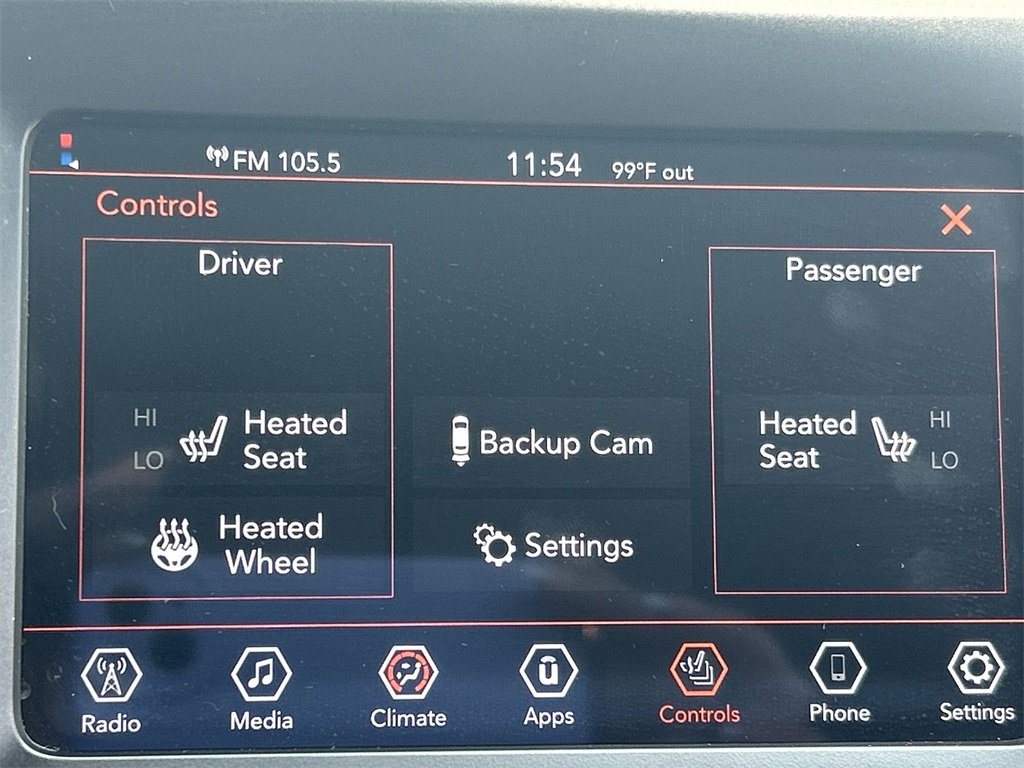 FM 105.5
11:54
99°F out
Controls
Driver
Passenger
HI
LO
Heated
Seat
Backup Cam
Heated
Seat
HI
LO
Heated
Wheel
Settings
Radio
Media
Climate
Apps
Controls
Phone
Settings